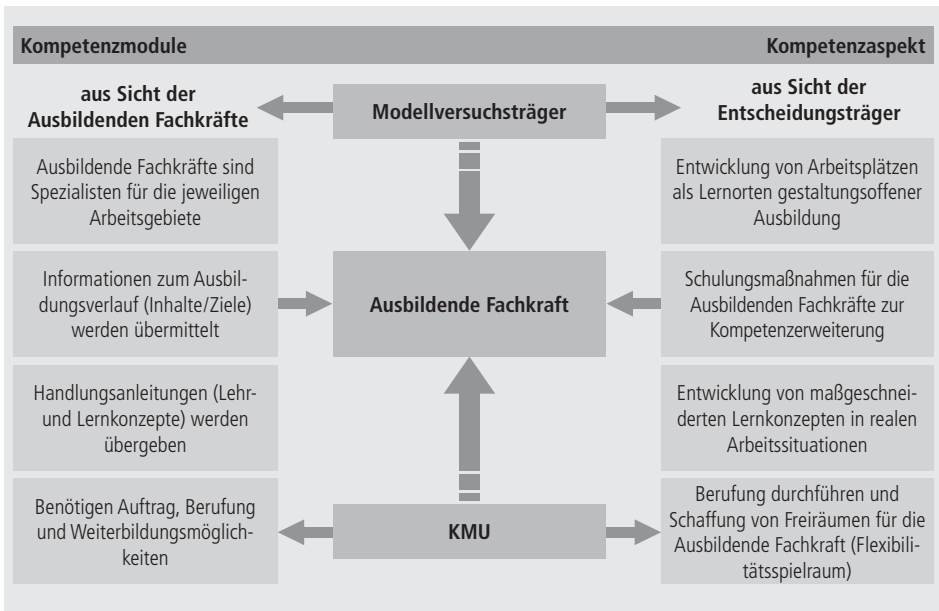 Kompetenzmodule
Kompetenzaspekt
aus Sicht der
Ausbildenden Fachkräfte
Modellversuchsträger
aus Sicht der
Entscheidungsträger
Ausbildende Fachkräfte sind
Spezialisten für die jeweiligen
Arbeitsgebiete
Entwicklung von Arbeitsplätzen
als Lernorten gestaltungsoffener
Ausbildung
Informationen zum Ausbil-
dungsverlauf (Inhalte/Ziele)
werden übermittelt
Ausbildende Fachkraft
Schulungsmaßnahmen für die
Ausbildenden Fachkräfte zur
Kompetenzerweiterung
Handlungsanleitungen (Lehr-
und Lernkonzepte) werden
übergeben
Entwicklung von maßgeschnei-
derten Lernkonzepten in realen
Arbeitssituationen
Benötigen Auftrag, Berufung
und Weiterbildungsmöglich-
keiten
KMU
Berufung durchführen und
Schaffung von Freiräumen für die
Ausbildende Fachkraft (Flexibili-
tätsspielraum)